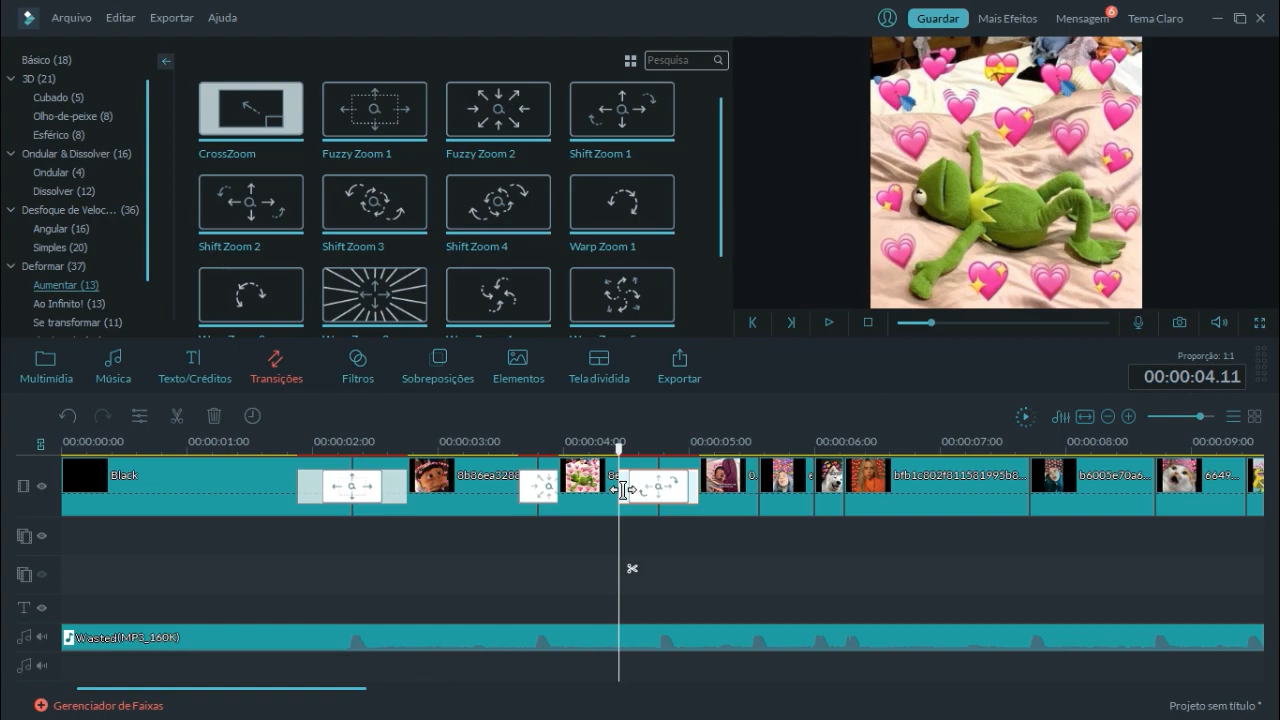 Arquivo Editar Exportar Ajuda
Guardar Mais Efeitos Mensagem 6 Tema Claro
Básico (18)
3D (21)
Cubado (5)
Olho-de-peixe (8)
Esférico (8)
Ondular & Dissolver (16)
Ondular (4)
Dissolver (12)
Desfoque de Veloc... (36)
Angular (16)
Simples (20)
Deformar (37)
Aumentar (13)
Ao Infinito! (13)
Se transformar (11)
Pesquisa
CrossZoom Fuzzy Zoom 1 Fuzzy Zoom 2 Shift Zoom 1
Shift Zoom 2 Shift Zoom 3 Shift Zoom 4 Warp Zoom 1
Multimídia Música Texto/Créditos Transições Filtros Sobreposições Elementos Tela dividida Exportar
Proporção: 1:1
00:00:04.11
00:00:00:00 00:00:01:00 00:00:02:00 00:00:03:00 00:00:04:00 00:00:05:00 00:00:06:00 00:00:07:00 00:00:08:00 00:00:09:00
Black 8b86ea3288 bfb1c802f811581995b8... b6005e70a6... 6649...
Wasted(MP3_160K)
Gerenciador de Faixas
Projeto sem título *